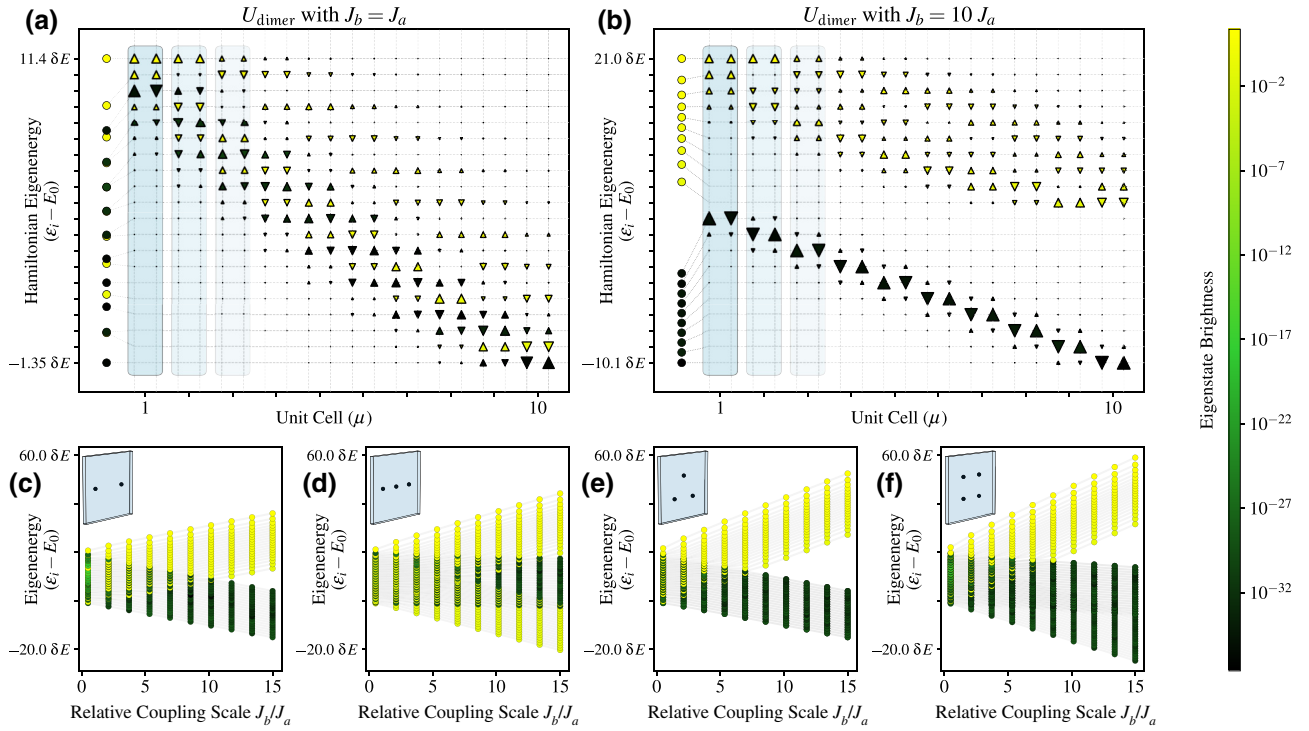 (a)
U_dimer with J_b = J_a
11.4 δE
−1.35 δE
Hamiltonian Eigenenergy
(ε_i − E_0)
1
10
Unit Cell (μ)
(b)
U_dimer with J_b = 10 J_a
21.0 δE
−10.1 δE
Hamiltonian Eigenenergy
(ε_i − E_0)
1
10
Unit Cell (μ)
(c)
60.0 δE
−20.0 δE
Eigenenergy
(ε_i − E_0)
0 5 10 15
Relative Coupling Scale J_b/J_a
(d)
60.0 δE
−20.0 δE
Eigenenergy
(ε_i − E_0)
0 5 10 15
Relative Coupling Scale J_b/J_a
(e)
60.0 δE
−20.0 δE
Eigenenergy
(ε_i − E_0)
0 5 10 15
Relative Coupling Scale J_b/J_a
(f)
60.0 δE
−20.0 δE
Eigenenergy
(ε_i − E_0)
0 5 10 15
Relative Coupling Scale J_b/J_a
Eigenstate Brightness
10^−2
10^−7
10^−12
10^−17
10^−22
10^−27
10^−32